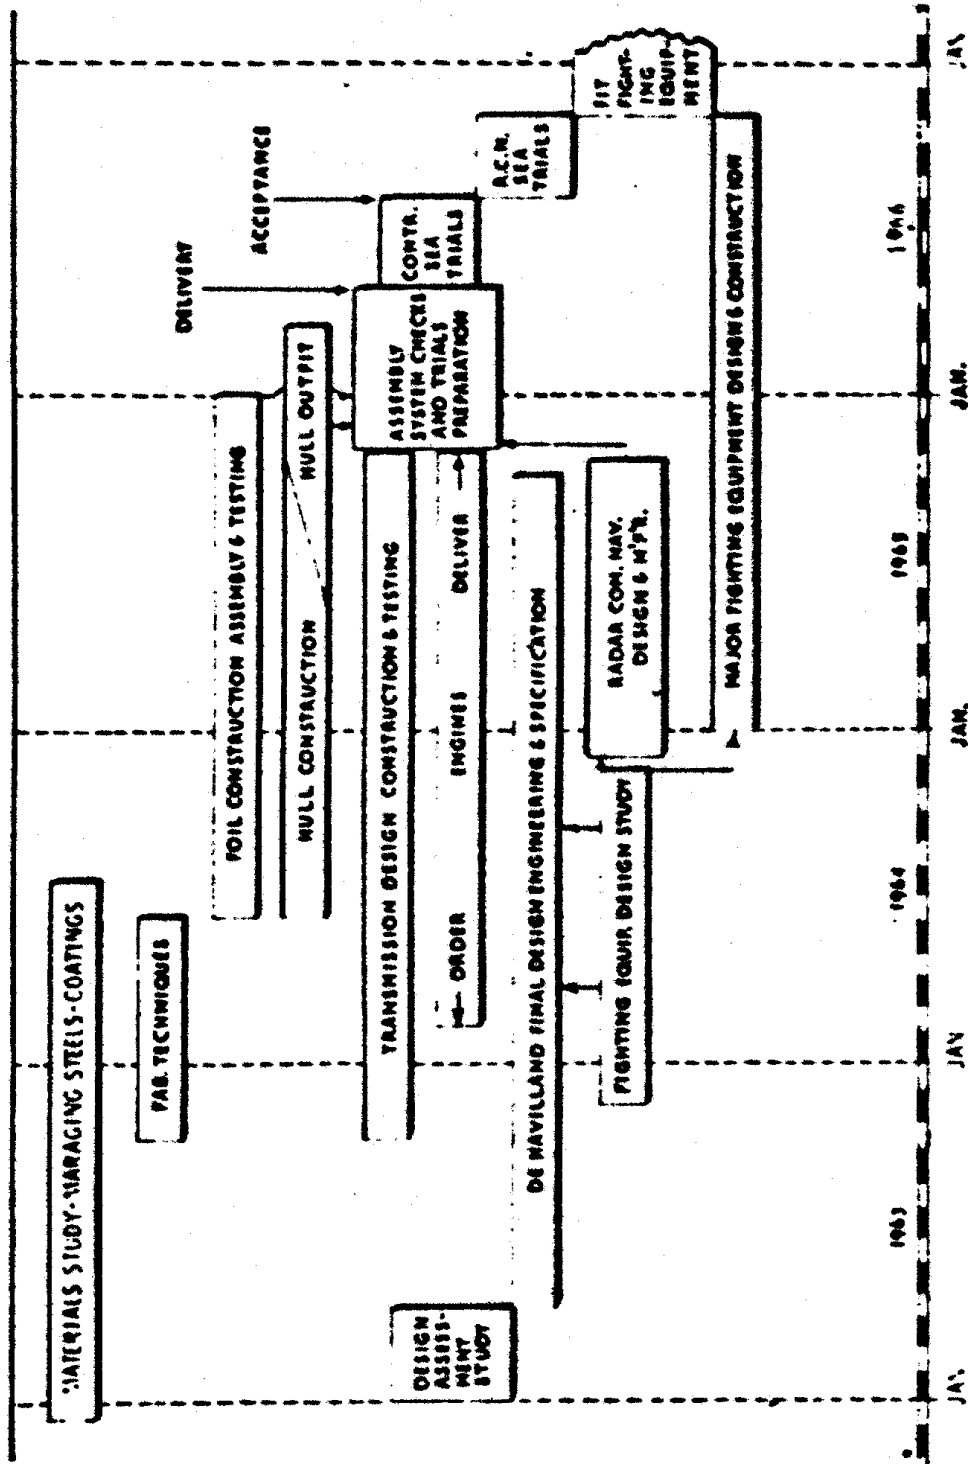 MATERIALS STUDY-MARAGING STEELS-COATINGS
FAB. TECHNIQUES
DELIVERY
ACCEPTANCE
FOIL CONSTRUCTION ASSEMBLY & TESTING
HULL CONSTRUCTION
HULL OUTFIT
TRANSMISSION DESIGN CONSTRUCTION & TESTING
ORDER
ENGINES
DELIVER
ASSEMBLY
SYSTEM CHECKS
AND TRIALS
PREPARATION
CONTR.
SEA
TRIALS
R.C.N.
SEA
TRIALS
DESIGN
ASSESS-
MENT
STUDY
DE HAVILLAND FINAL DESIGN ENGINEERING & SPECIFICATION
FIGHTING EQUIP. DESIGN STUDY
RADAR COM. NAV.
DESIGN & M'F'R.
FIT
FIGHT-
ING
EQUIP-
MENT
MAJOR FIGHTING EQUIPMENT DESIGN & CONSTRUCTION
1963
1964
1965
1966
JAN.
JAN
JAN.
JAN.
JAN